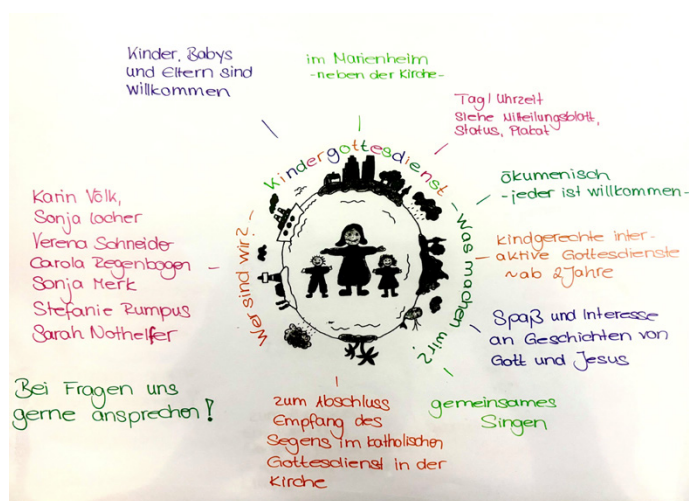 Kinder, Babys
und Eltern sind
willkommen
im Marienheim
-neben der Kirche-
Tag/ Uhrzeit
siehe Mitteilungsblatt,
Status, Plakat
Kindergottesdienst
ökumenisch
-jeder ist willkommen-
Was machen wir?
kindgerechte inter-
aktive Gottesdienste
~ab 2 Jahre
Spaß und Interesse
an Geschichten von
Gott und Jesus
gemeinsames
Singen
zum Abschluss
Empfang des
Segens im katholischen
Gottesdienst in der
Kirche
Wer sind wir?
Karin Völk,
Sonja Locher
Verena Schneider
Carola Regenbogen
Sonja Merk
Stefanie Rumpus
Sarah Nothelfer
Bei Fragen uns
gerne ansprechen!